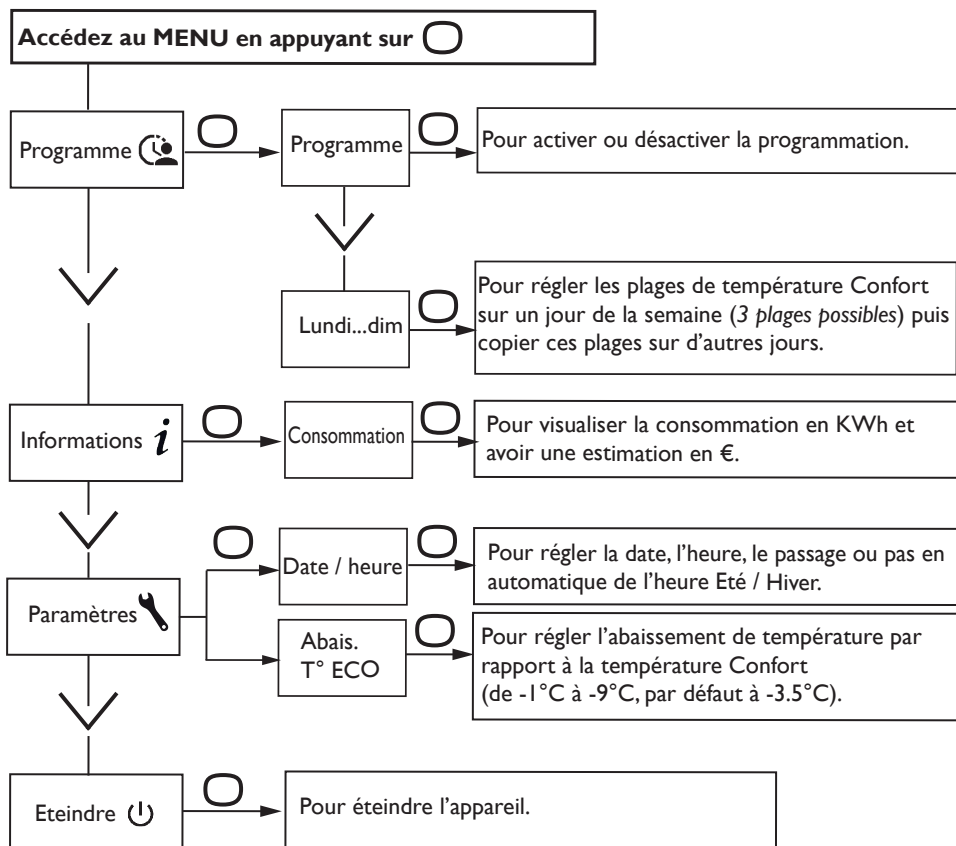 Accédez au MENU en appuyant sur
Programme
Programme
Pour activer ou désactiver la programmation.
Lundi...dim
Pour régler les plages de température Confort
sur un jour de la semaine (3 plages possibles) puis
copier ces plages sur d'autres jours.
Informations i
Consommation
Pour visualiser la consommation en KWh et
avoir une estimation en €.
Paramètres
Date / heure
Pour régler la date, l'heure, le passage ou pas en
automatique de l'heure Eté / Hiver.
Abais.
T° ECO
Pour régler l'abaissement de température par
rapport à la température Confort
(de -1°C à -9°C, par défaut à -3.5°C).
Eteindre
Pour éteindre l'appareil.